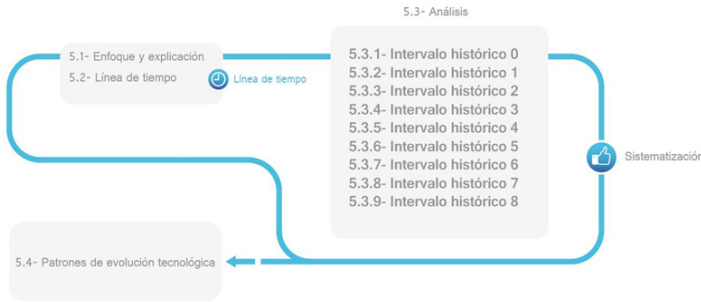 5.3- Análisis
5.1- Enfoque y explicación
5.2- Línea de tiempo
Línea de tiempo
5.3.1- Intervalo histórico 0
5.3.2- Intervalo histórico 1
5.3.3- Intervalo histórico 2
5.3.4- Intervalo histórico 3
5.3.5- Intervalo histórico 4
5.3.6- Intervalo histórico 5
5.3.7- Intervalo histórico 6
5.3.8- Intervalo histórico 7
5.3.9- Intervalo histórico 8
Sistematización
5.4- Patrones de evolución tecnológica